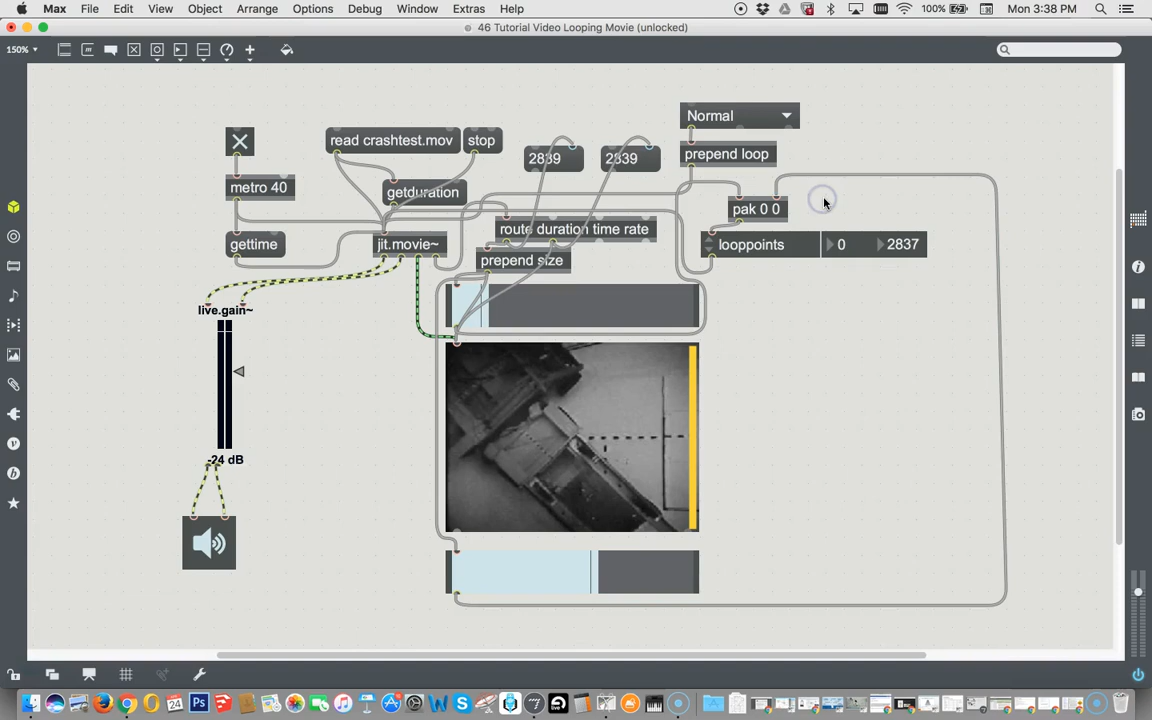 Max File Edit View Object Arrange Options Debug Window Extras Help 100% Mon 3:38 PM
46 Tutorial Video Looping Movie (unlocked)
150%
Normal
read crashtest.mov stop
2839 2839 prepend loop
metro 40 getduration
pak 0 0
route duration time rate
gettime jit.movie~ looppoints 0 2837
prepend size
live.gain~
-24 dB